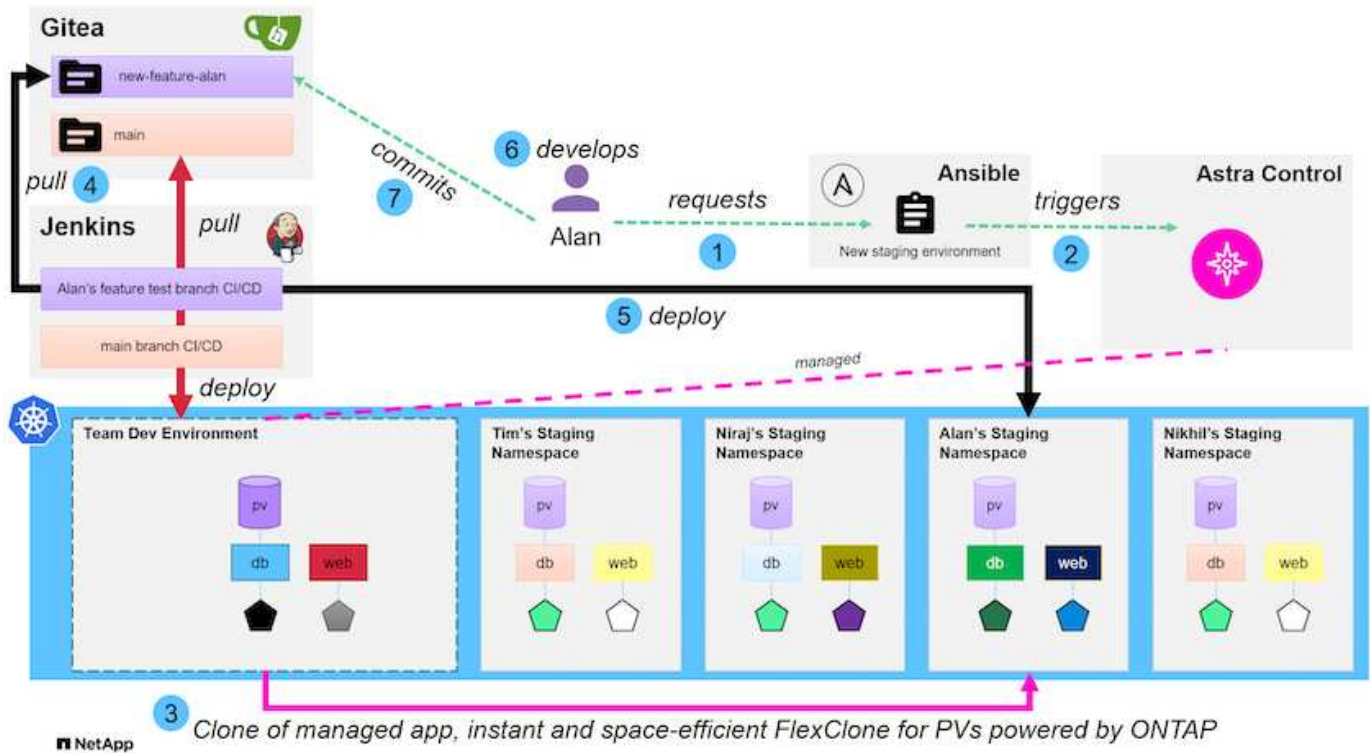 Gitea
new-feature-alan
main
pull 4
Jenkins
pull
Alan's feature test branch CI/CD
main branch CI/CD
deploy
6 develops
commits
7
Alan
requests
1
Ansible
New staging environment
triggers
2
Astra Control
5 deploy
managed
Team Dev Environment
pv
db
web
Tim's Staging
Namespace
pv
db
web
Niraj's Staging
Namespace
pv
db
web
Alan's Staging
Namespace
pv
db
web
Nikhil's Staging
Namespace
pv
db
web
3 Clone of managed app, instant and space-efficient FlexClone for PVs powered by ONTAP
NetApp